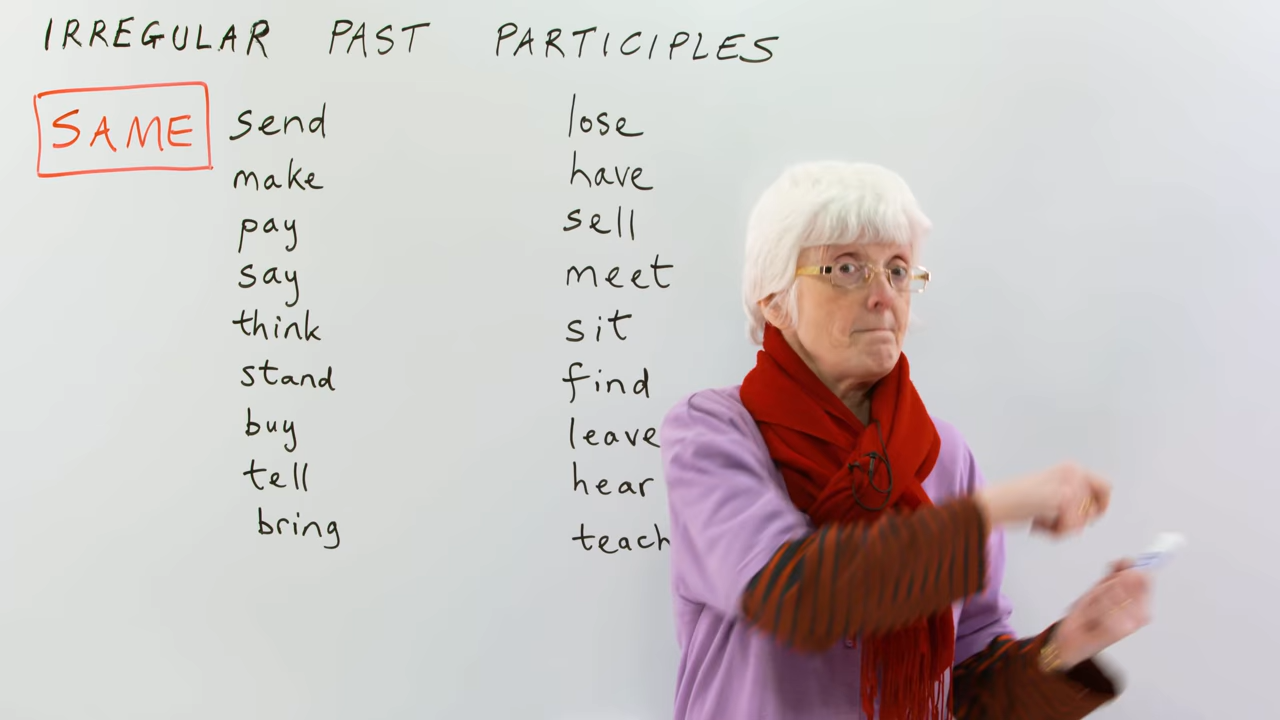 IRREGULAR PAST PARTICIPLES
SAME
send
make
pay
say
think
stand
buy
tell
bring
lose
have
sell
meet
sit
find
leave
hear
teach